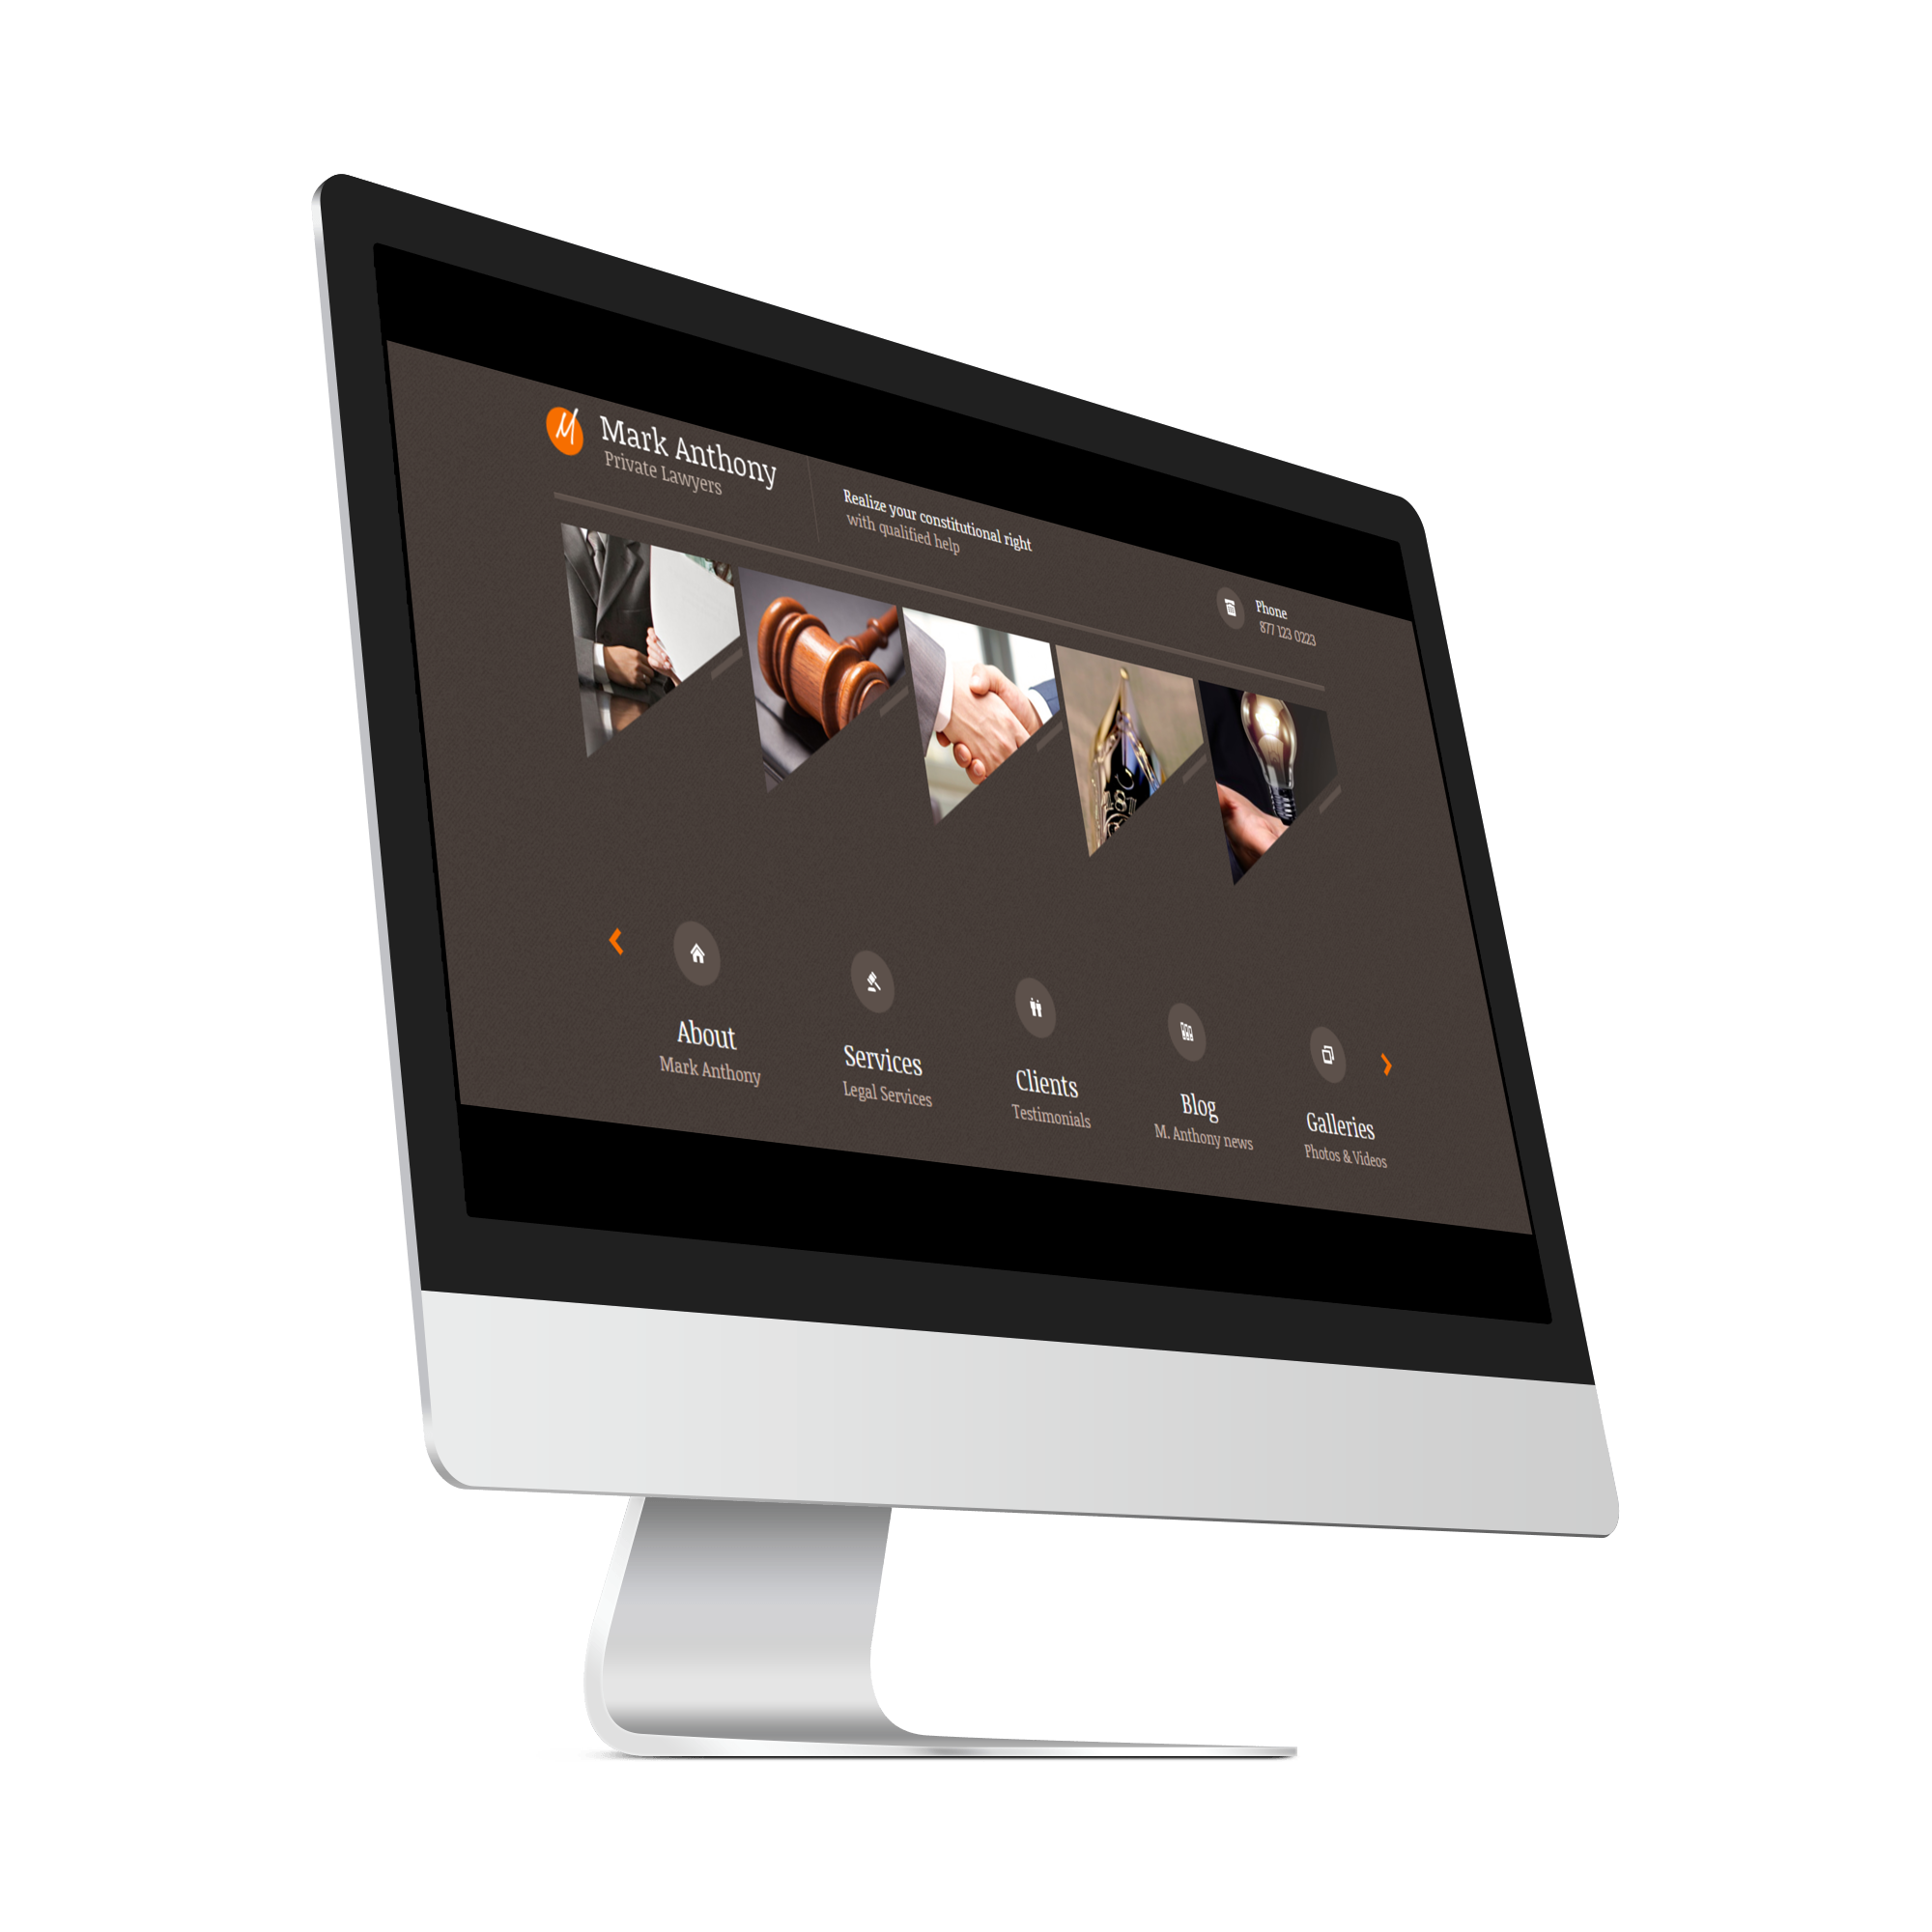 M
Mark Anthony
Private Lawyers
Realize your constitutional right
with qualified help
Phone
877 123 0223
About
Mark Anthony
Services
Legal Services
Clients
Testimonials
Blog
M. Anthony news
Galleries
Photos & Videos